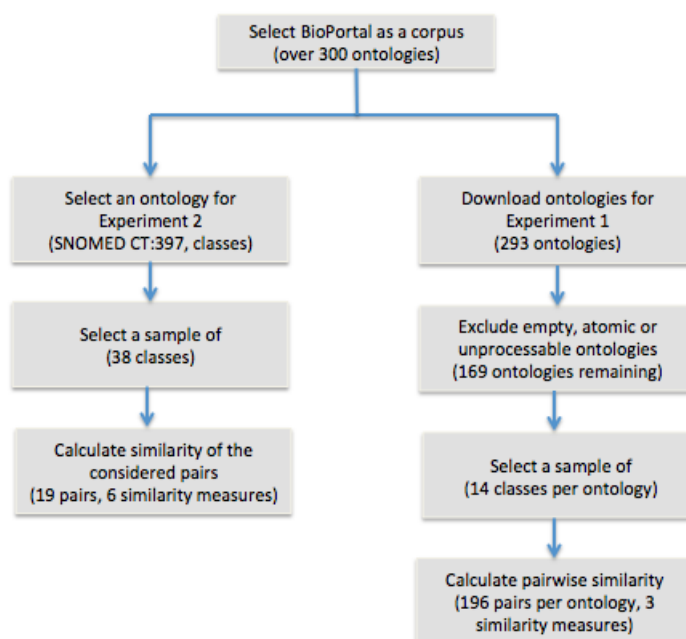 Select BioPortal as a corpus
(over 300 ontologies)
Select an ontology for
Experiment 2
(SNOMED CT:397, classes)
Select a sample of
(38 classes)
Calculate similarity of the
considered pairs
(19 pairs, 6 similarity measures)
Download ontologies for
Experiment 1
(293 ontologies)
Exclude empty, atomic or
unprocessable ontologies
(169 ontologies remaining)
Select a sample of
(14 classes per ontology)
Calculate pairwise similarity
(196 pairs per ontology, 3
similarity measures)